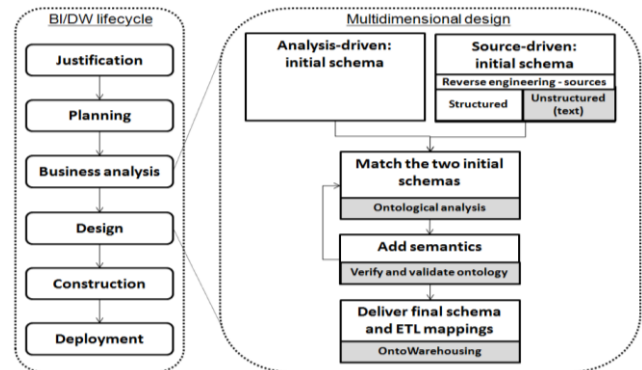 BI/DW lifecycle
Justification
Planning
Business analysis
Design
Construction
Deployment
Multidimensional design
Analysis-driven:
initial schema
Source-driven:
initial schema
Reverse engineering - sources
Structured
Unstructured
(text)
Match the two initial
schemas
Ontological analysis
Add semantics
Verify and validate ontology
Deliver final schema
and ETL mappings
OntoWarehousing